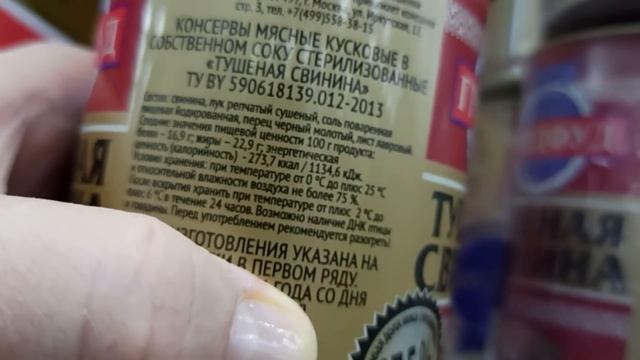 стр. 3, тел. +7(499)558-38-15
КОНСЕРВЫ МЯСНЫЕ КУСКОВЫЕ В
СОБСТВЕННОМ СОКУ СТЕРИЛИЗОВАННЫЕ
«ТУШЕНАЯ СВИНИНА»
ТУ BY 590618139.012-2013
Состав: свинина, лук репчатый сушеный, соль поваренная
пищевая йодированная, перец черный молотый, лист лавровый.
Средние значения пищевой ценности 100 г продукта:
белки – 16,9 г; жиры – 22,9 г; энергетическая
ценность (калорийность) - 273,7 ккал / 1134,6 кДж.
Условия хранения: при температуре от 0 °С до плюс 25 °С
и относительной влажности воздуха не более 75 %.
После вскрытия хранить при температуре от плюс 2 °С до
плюс 6 °С в течение 24 часов. Возможно наличие ДНК птицы
и говядины. Перед употреблением рекомендуется разогреть!
ИЗГОТОВЛЕНИЯ УКАЗАНА НА
В ПЕРВОМ РЯДУ.
ГОДА СО ДНЯ
АЯ
ТУ
СВ
НАЯ
ИНА